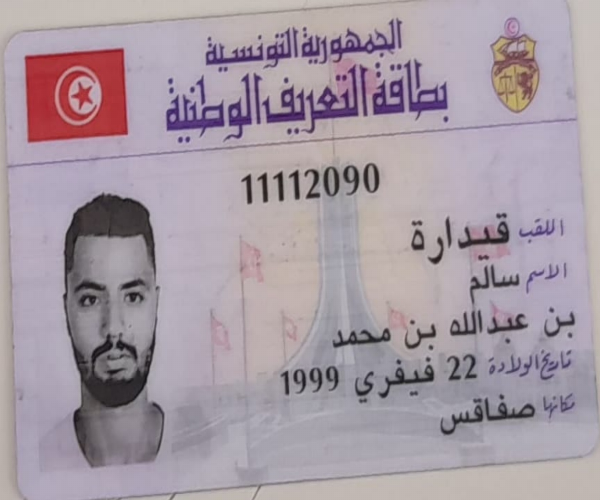 الجمهورية التونسية
بطاقة التعريف الوطنية
11112090
اللقب قيدارة
الاسم سالم
بن عبدالله بن محمد
تاريخ الولادة 22 فيفري 1999
مكانها صفاقس